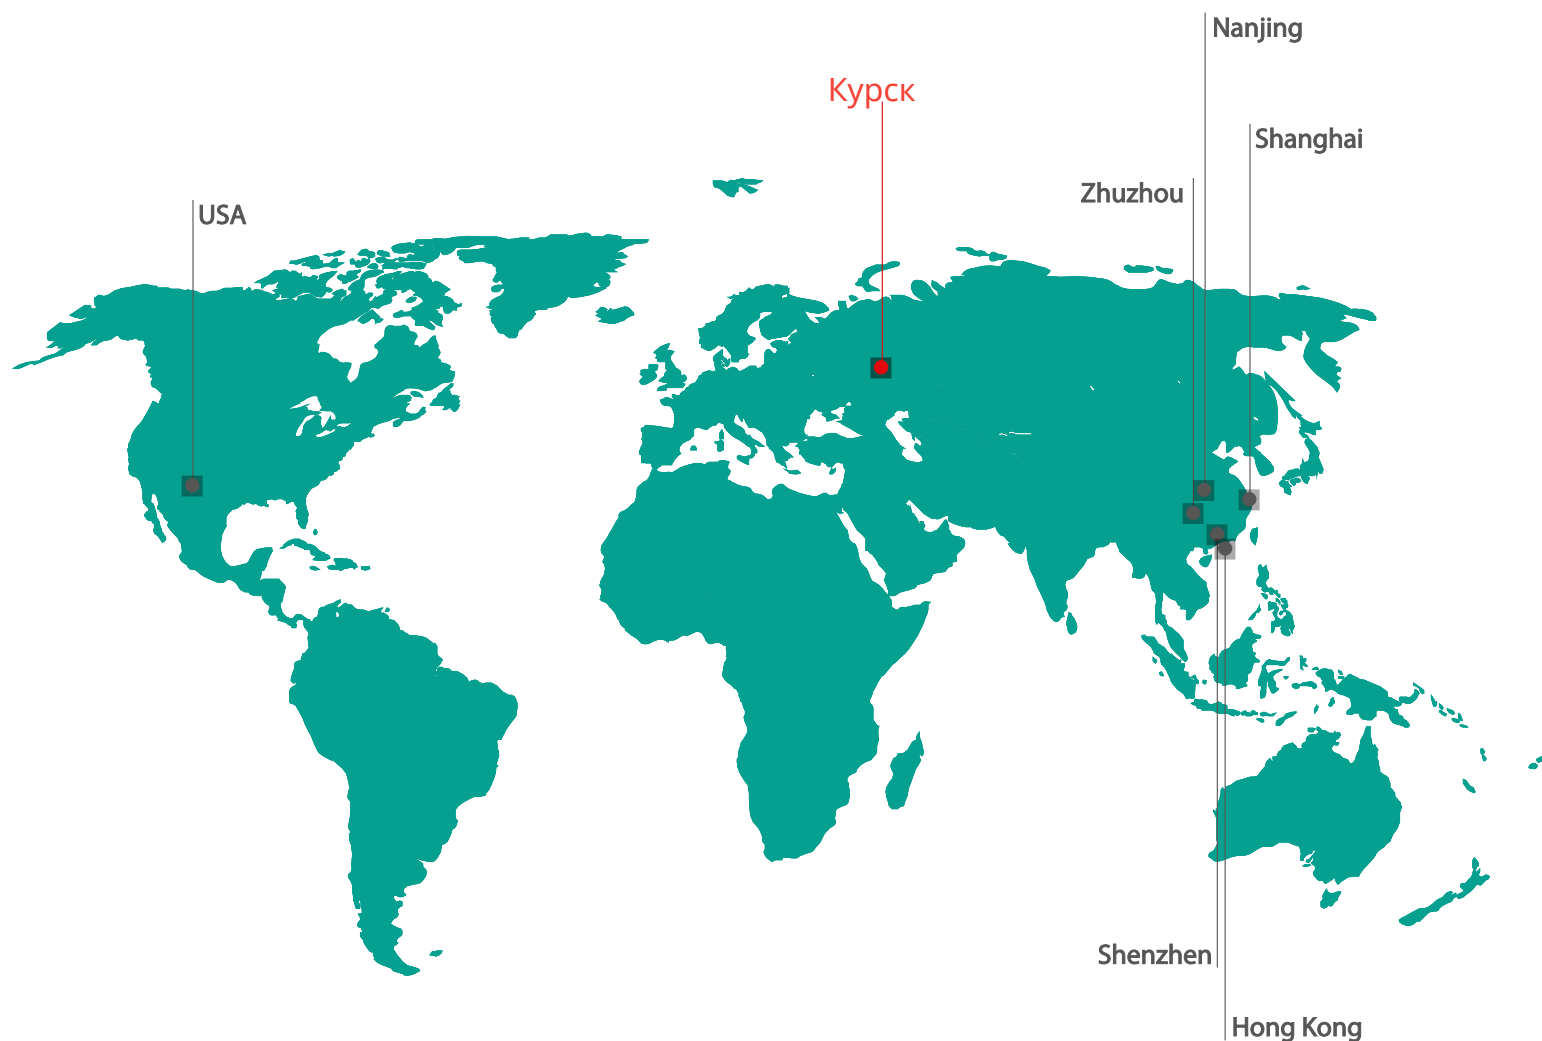 Nanjing
Курск
Shanghai
Zhuzhou
USA
Shenzhen
Hong Kong